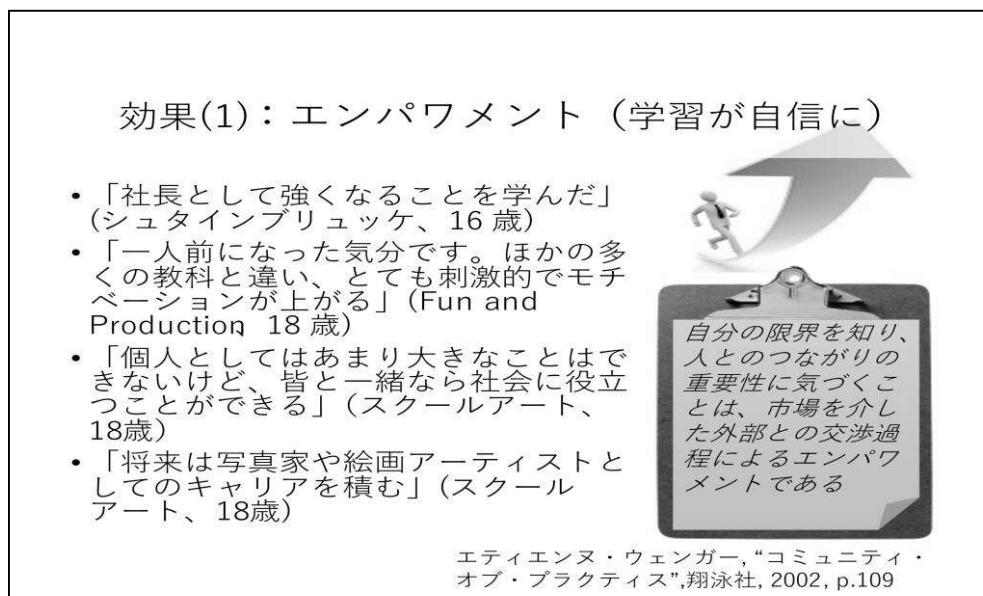 効果(1)：エンパワメント（学習が自信に）
• 「社長として強くなることを学んだ」
(シュタインブリュッケ、16 歳)
• 「一人前になった気分です。ほかの多
くの教科と違い、とても刺激的でモチ
ベーションが上がる」(Fun and
Production、18 歳)
• 「個人としてはあまり大きなことはで
きないけど、皆と一緒なら社会に役立
つことができる」(スクールアート、
18歳)
• 「将来は写真家や絵画アーティストと
してのキャリアを積む」(スクール
アート、18歳)
自分の限界を知り、
人とのつながりの
重要性に気づくこ
とは、市場を介し
た外部との交渉過
程によるエンパワ
メントである
エティエンヌ・ウェンガー, “コミュニティ・
オブ・プラクティス”,翔泳社, 2002, p.109